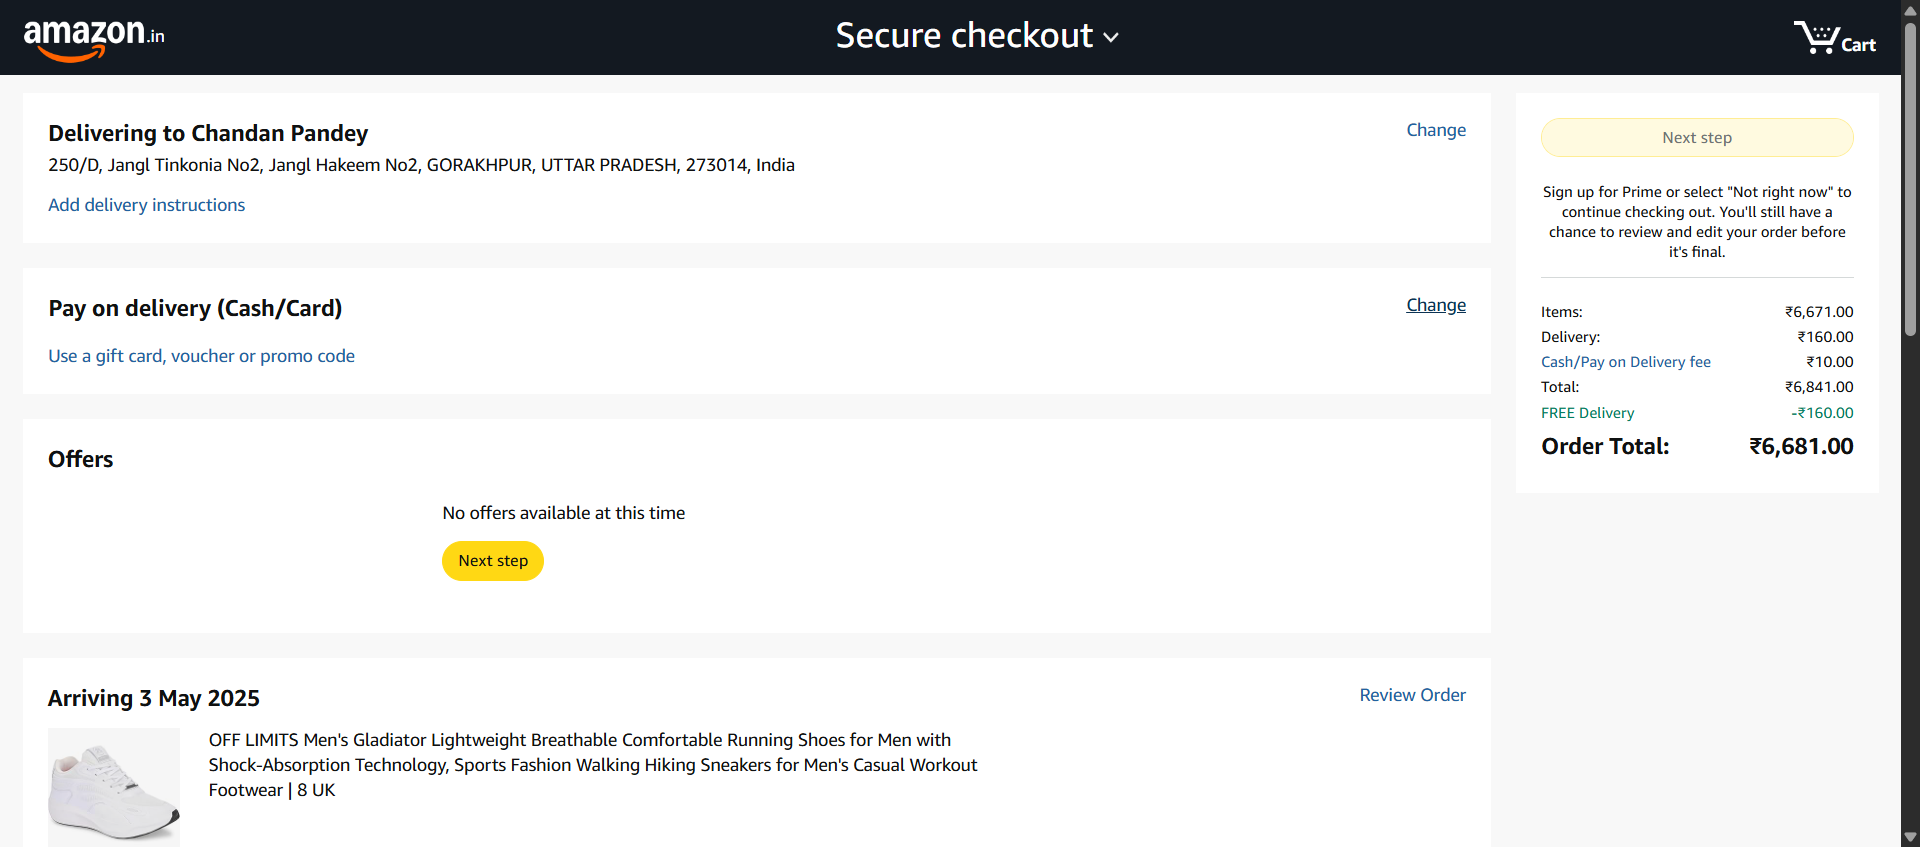 amazon.in
Secure checkout
Cart
Delivering to Chandan Pandey
Change
250/D, Jangl Tinkonia No2, Jangl Hakeem No2, GORAKHPUR, UTTAR PRADESH, 273014, India
Add delivery instructions
Pay on delivery (Cash/Card)
Change
Use a gift card, voucher or promo code
Offers
No offers available at this time
Next step
Arriving 3 May 2025
Review Order
OFF LIMITS Men's Gladiator Lightweight Breathable Comfortable Running Shoes for Men with
Shock-Absorption Technology, Sports Fashion Walking Hiking Sneakers for Men's Casual Workout
Footwear | 8 UK
Next step
Sign up for Prime or select "Not right now" to
continue checking out. You'll still have a
chance to review and edit your order before
it's final.
Items: ₹6,671.00
Delivery: ₹160.00
Cash/Pay on Delivery fee ₹10.00
Total: ₹6,841.00
FREE Delivery -₹160.00
Order Total: ₹6,681.00